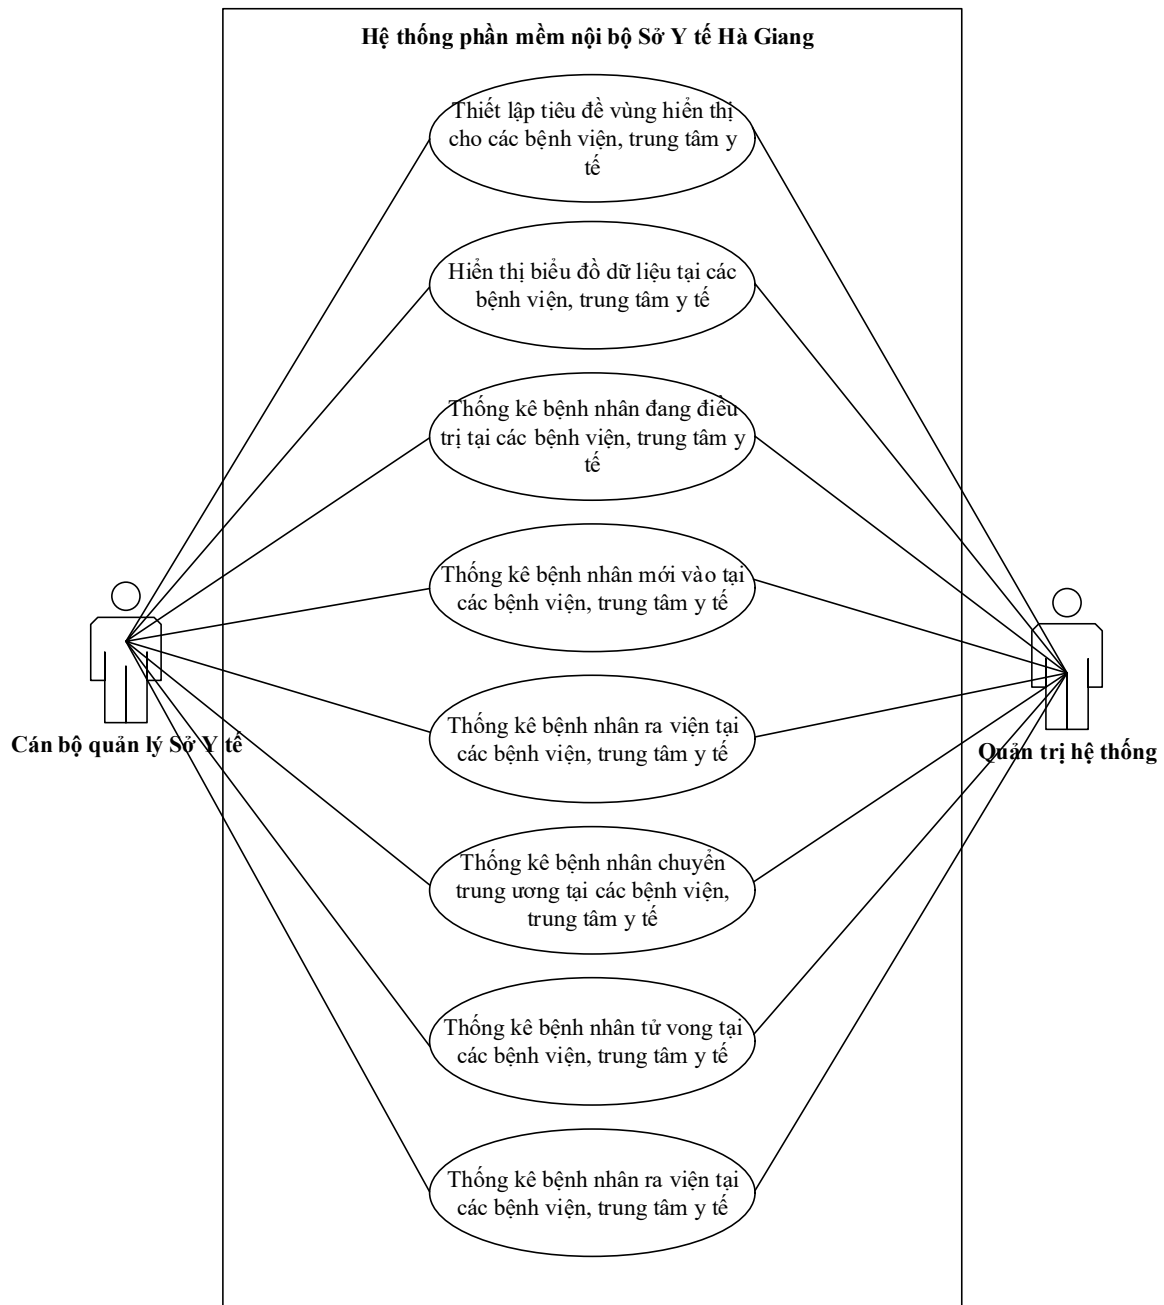 Hệ thống phần mềm nội bộ Sở Y tế Hà Giang
Thiết lập tiêu đề vùng hiển thị
cho các bệnh viện, trung tâm y
tế
Hiển thị biểu đồ dữ liệu tại các
bệnh viện, trung tâm y tế
Thống kê bệnh nhân đang điều
trị tại các bệnh viện, trung tâm y
tế
Thống kê bệnh nhân mới vào tại
các bệnh viện, trung tâm y tế
Thống kê bệnh nhân ra viện tại
các bệnh viện, trung tâm y tế
Cán bộ quản lý Sở Y tế
Quản trị hệ thống
Thống kê bệnh nhân chuyển
trung ương tại các bệnh viện,
trung tâm y tế
Thống kê bệnh nhân tử vong tại
các bệnh viện, trung tâm y tế
Thống kê bệnh nhân ra viện tại
các bệnh viện, trung tâm y tế